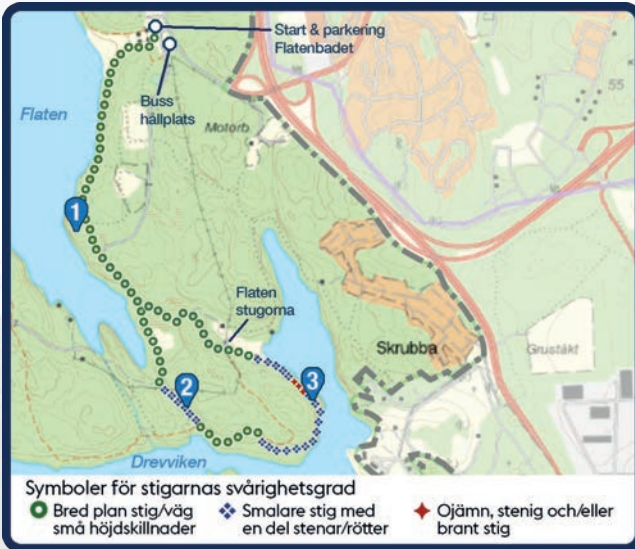 Start & parkering
Flatenbadet
Buss
hållplats
Flaten
Motorb
55
1
Flaten
stugorna
Skrubba
Grustäkt
2
3
Drevviken
Symboler för stigarnas svårighetsgrad
Bred plan stig/väg
små höjdskillnader
Smalare stig med
en del stenar/rötter
Ojämn, stenig och/eller
brant stig